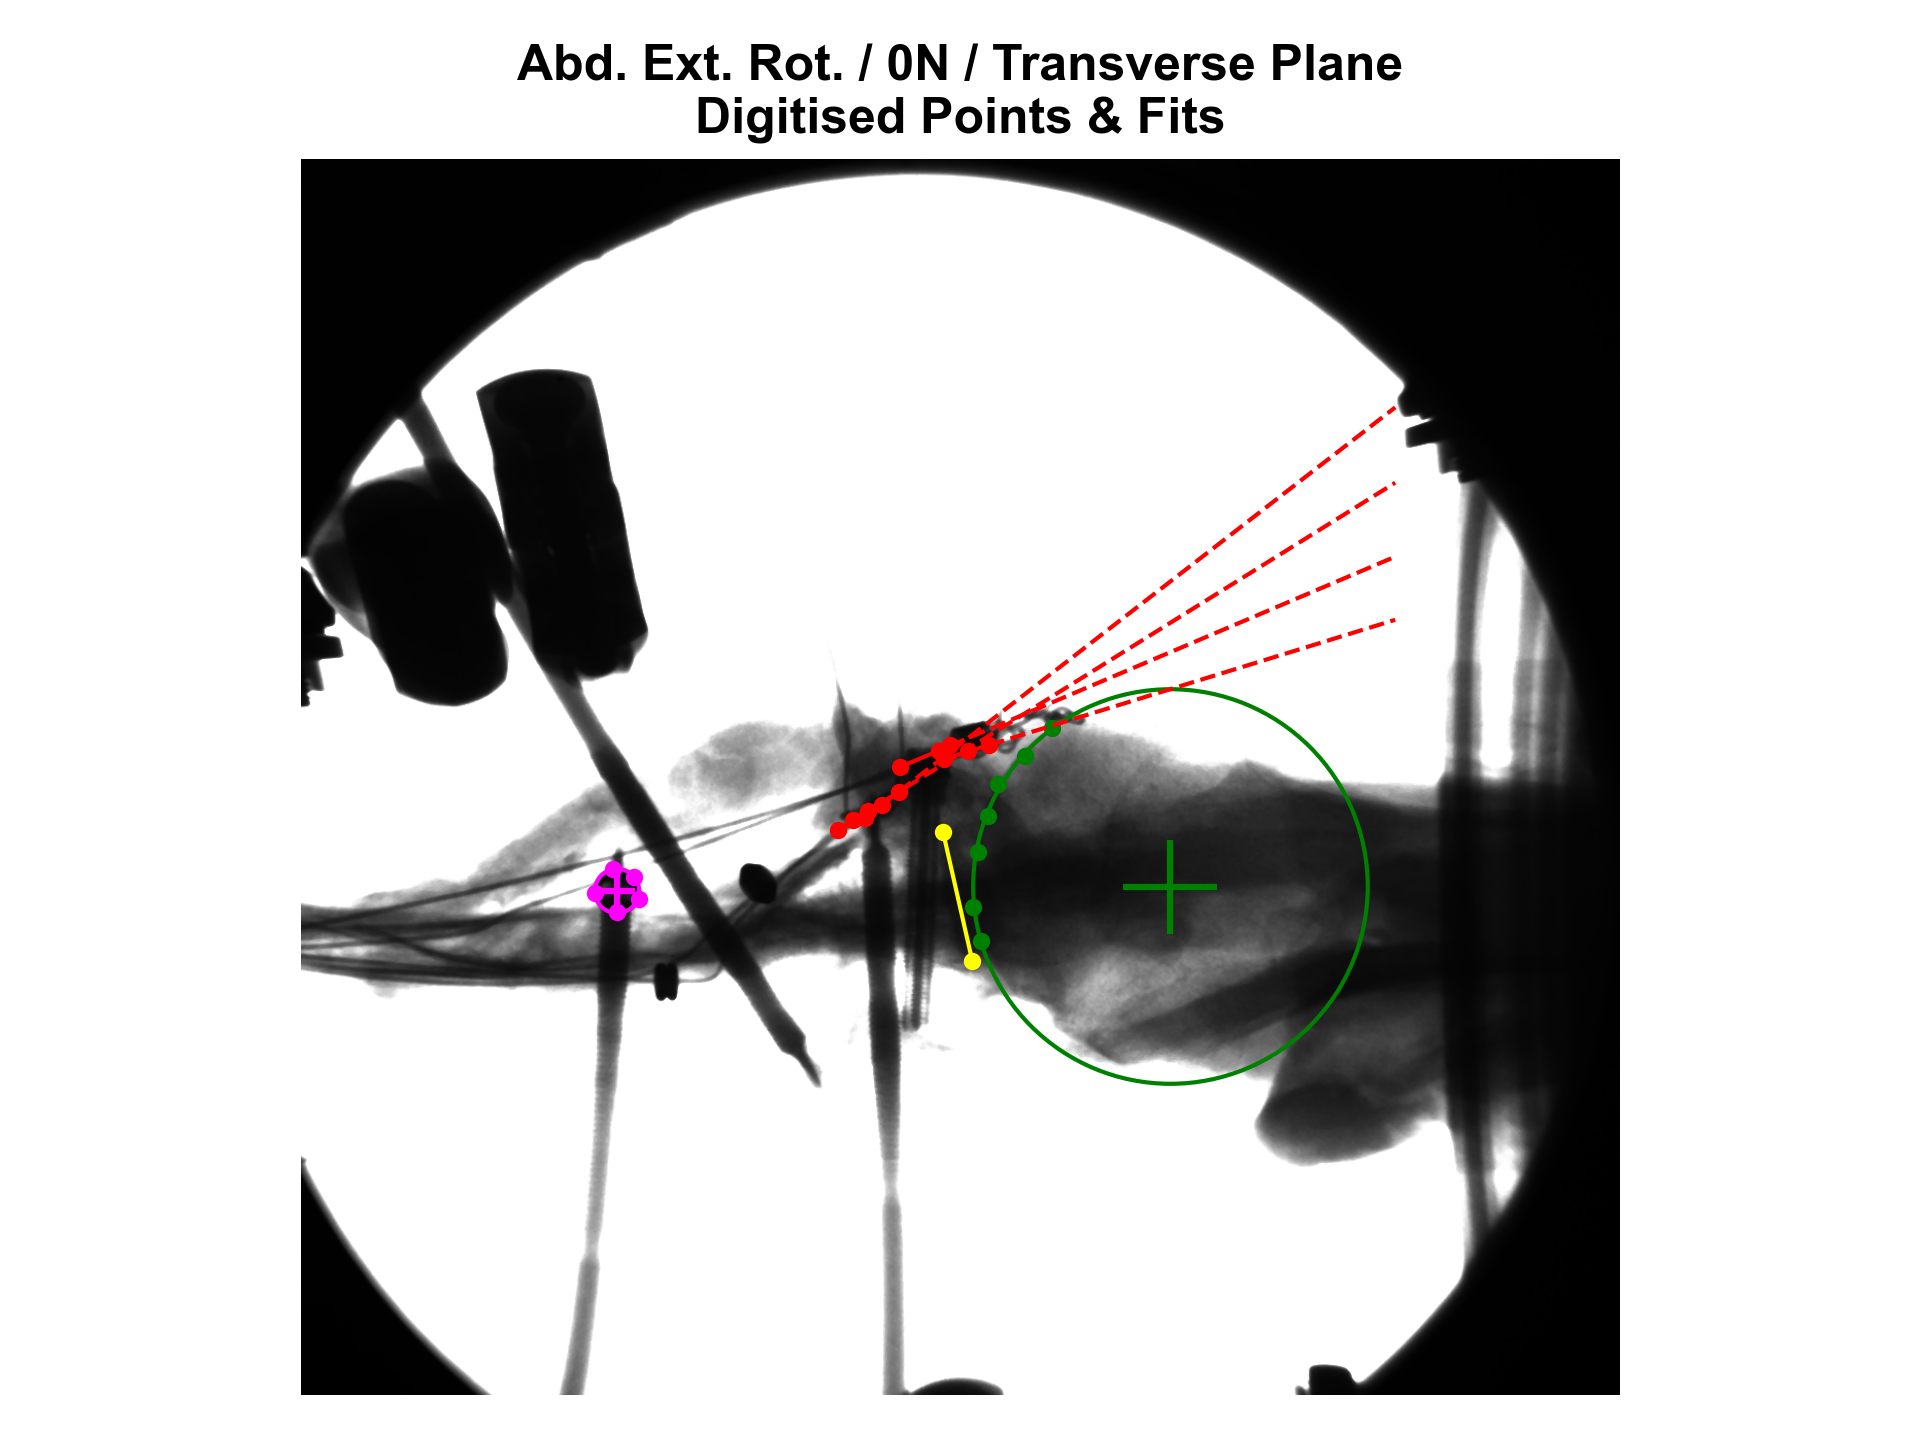 Abd. Ext. Rot. / 0N / Transverse Plane
Digitised Points & Fits